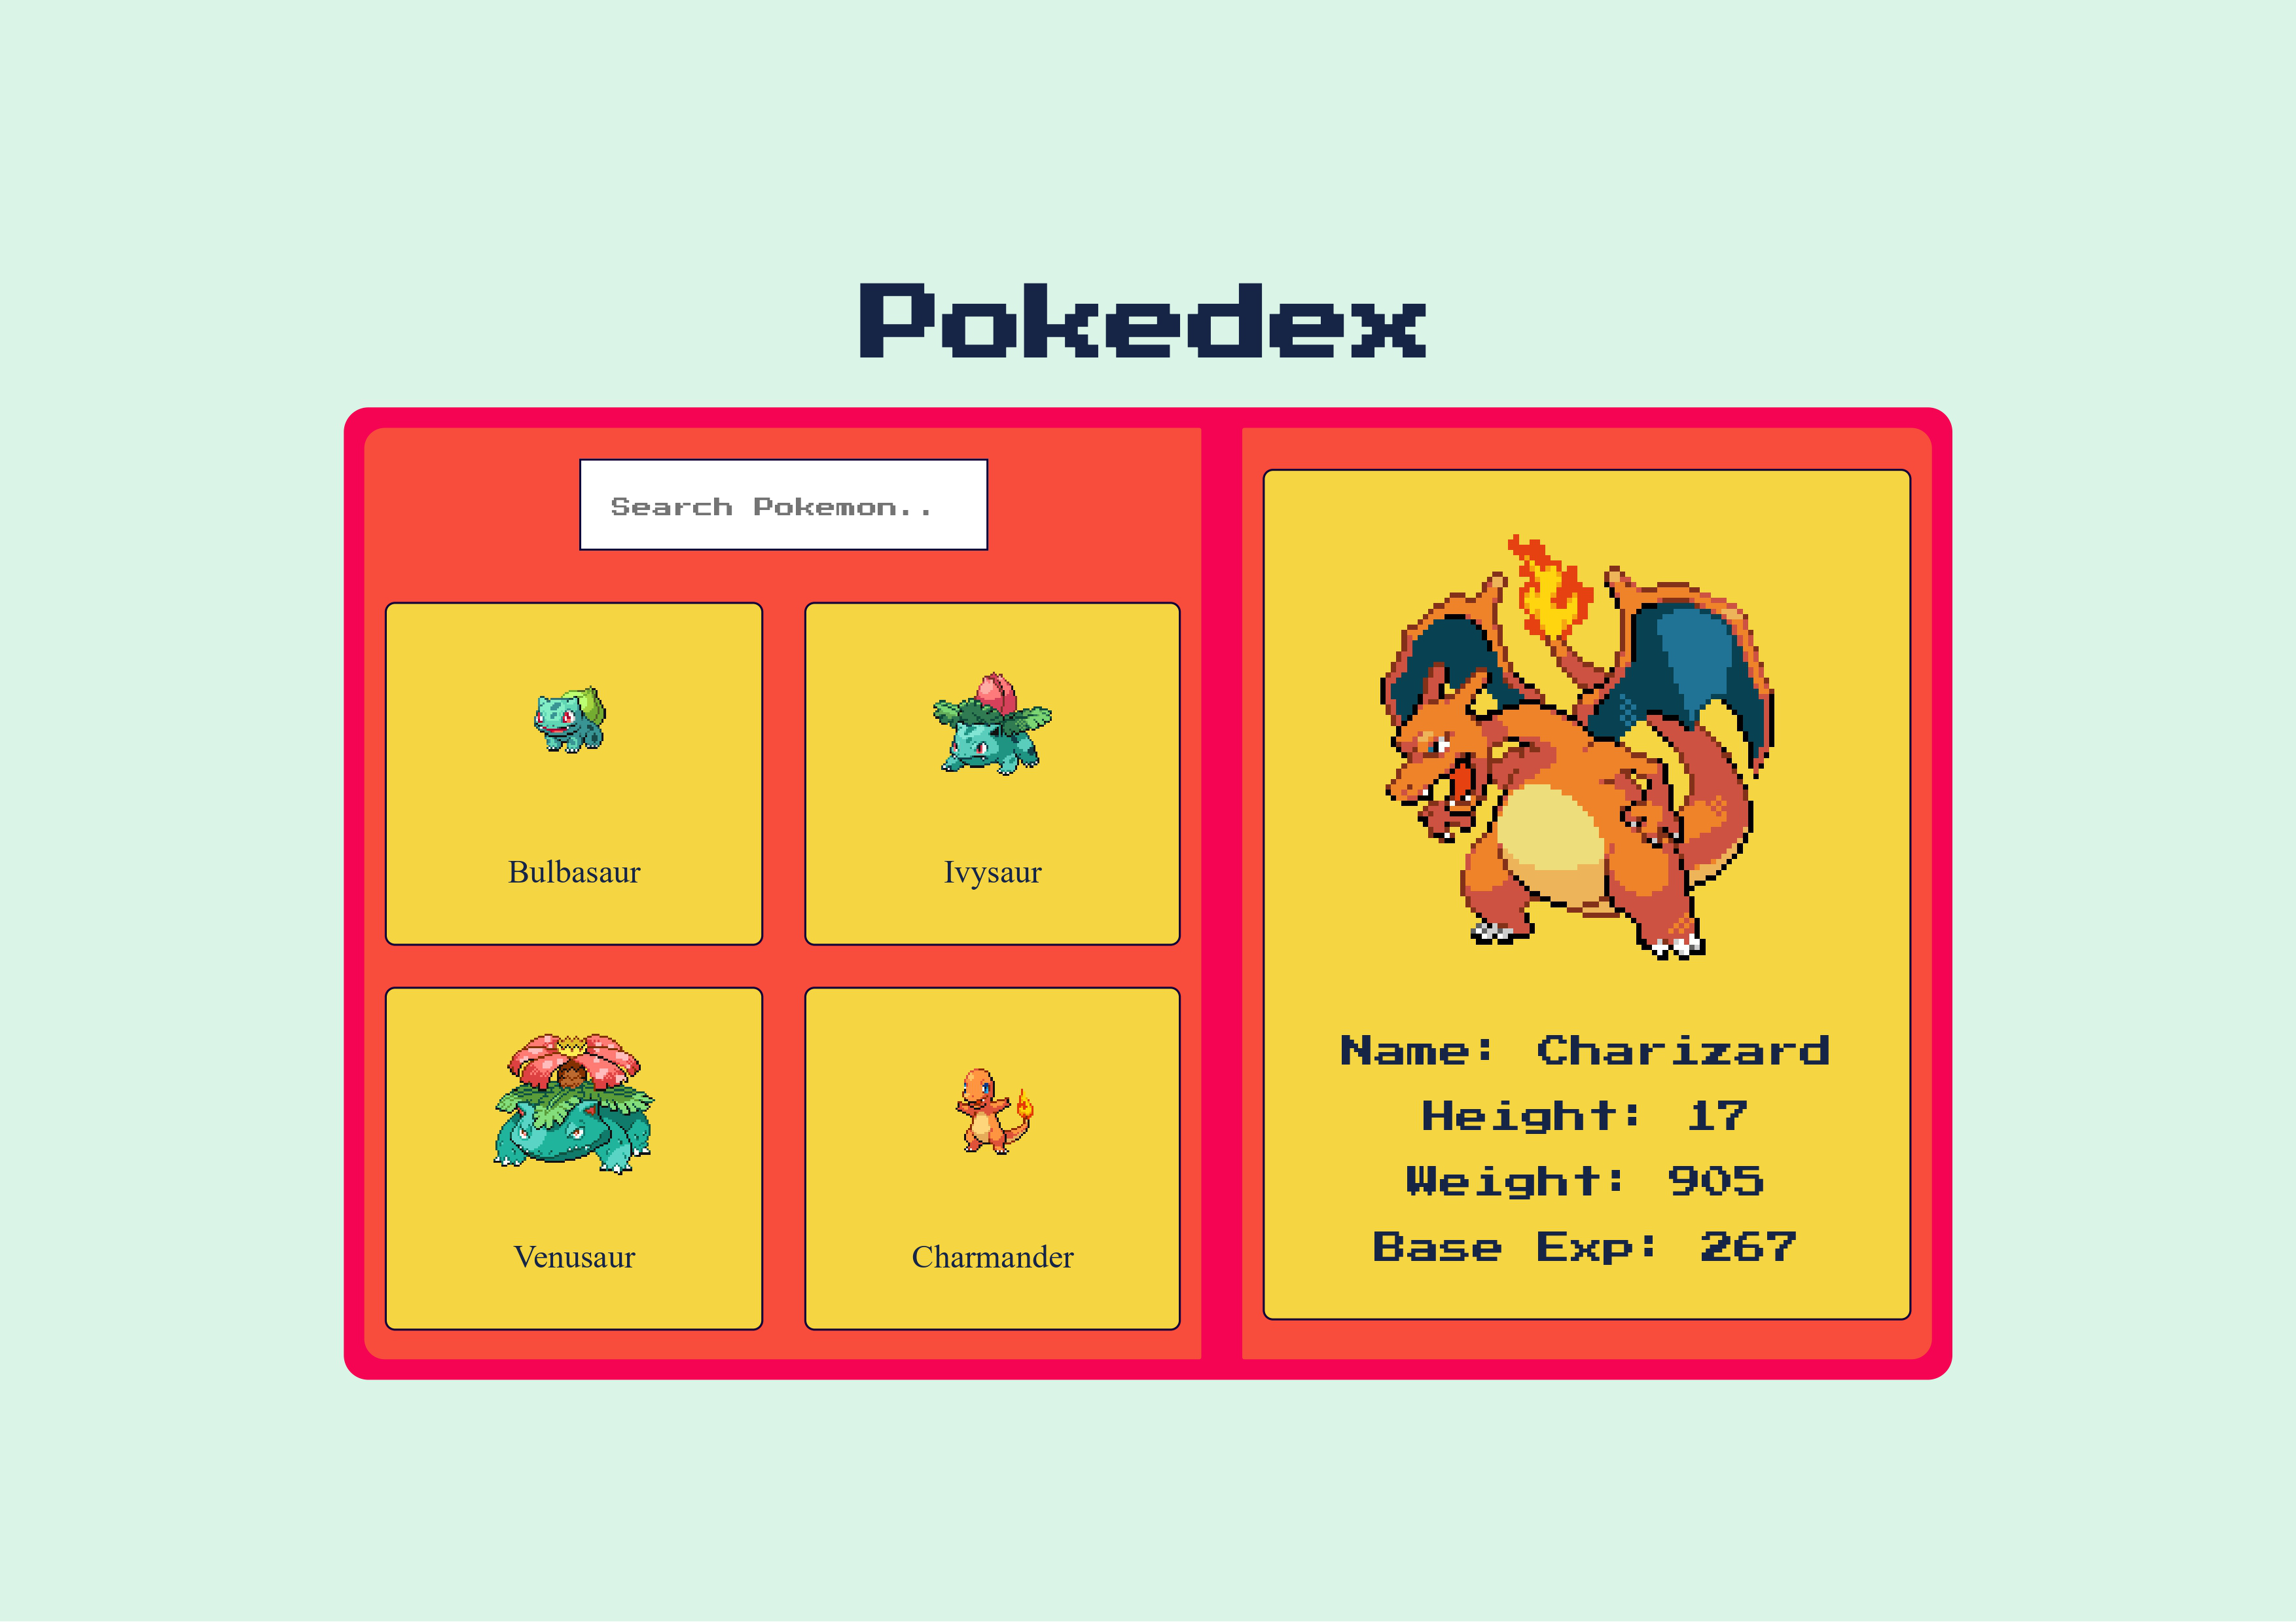 Pokedex
Search Pokemon..
Bulbasaur
Ivysaur
Venusaur
Charmander
Name: Charizard
Height: 17
Weight: 905
Base Exp: 267